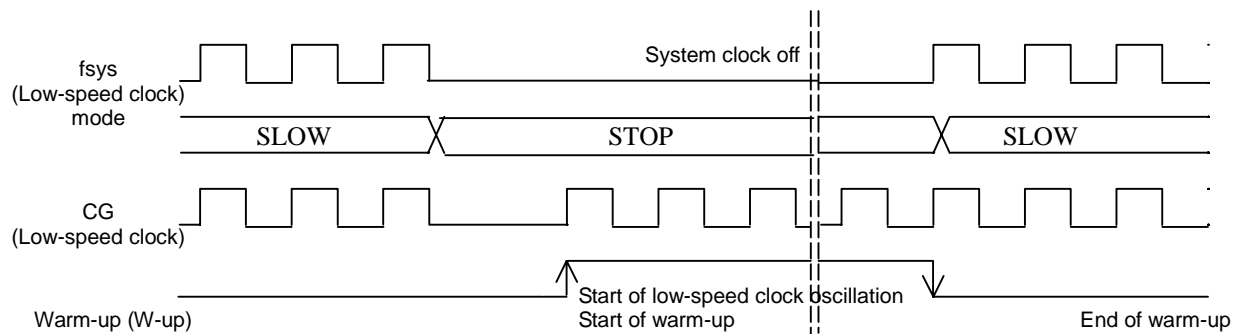 System clock off
fsys
(Low-speed clock)
mode
SLOW
STOP
SLOW
CG
(Low-speed clock)
Start of low-speed clock oscillation
Warm-up (W-up)
Start of warm-up
End of warm-up